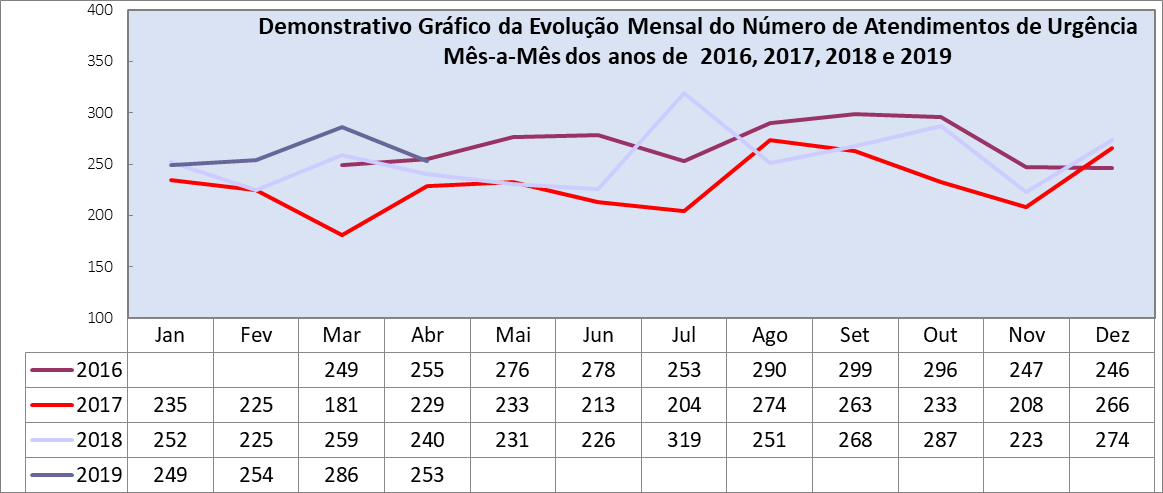 Demonstrativo Gráfico da Evolução Mensal do Número de Atendimentos de Urgência
Mês-a-Mês dos anos de 2016, 2017, 2018 e 2019
400
350
300
250
200
150
100
Jan Fev Mar Abr Mai Jun Jul Ago Set Out Nov Dez
2016 249 255 276 278 253 290 299 296 247 246
2017 235 225 181 229 233 213 204 274 263 233 208 266
2018 252 225 259 240 231 226 319 251 268 287 223 274
2019 249 254 286 253